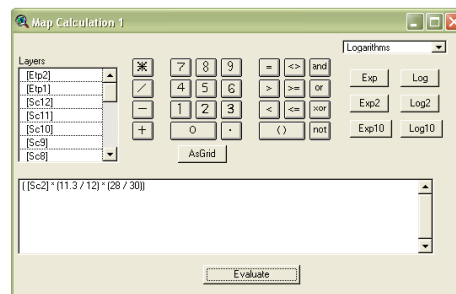 Map Calculation 1
Layers
[Etp2]
[Etp1]
[Sc12]
[Sc11]
[Sc10]
[Sc9]
[Sc8]
* 7 8 9 = <> and
/ 4 5 6 > >= or
- 1 2 3 < <= xor
+ 0 . ( ) not
AsGrid
Logarithms
Exp Log
Exp2 Log2
Exp10 Log10
( [Sc2] * (11.3 / 12) * (28 / 30))
Evaluate